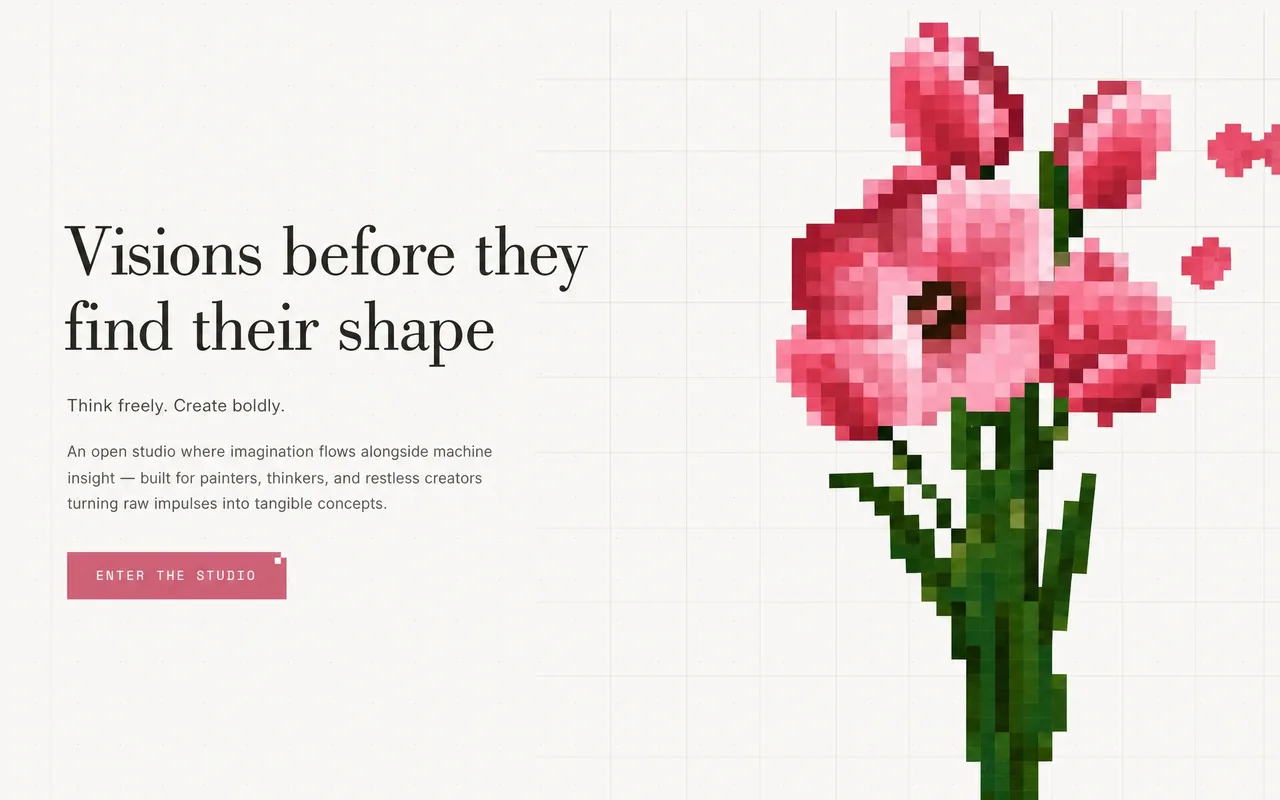 Visions before they
find their shape
Think freely. Create boldly.
An open studio where imagination flows alongside machine
insight — built for painters, thinkers, and restless creators
turning raw impulses into tangible concepts.
ENTER THE STUDIO